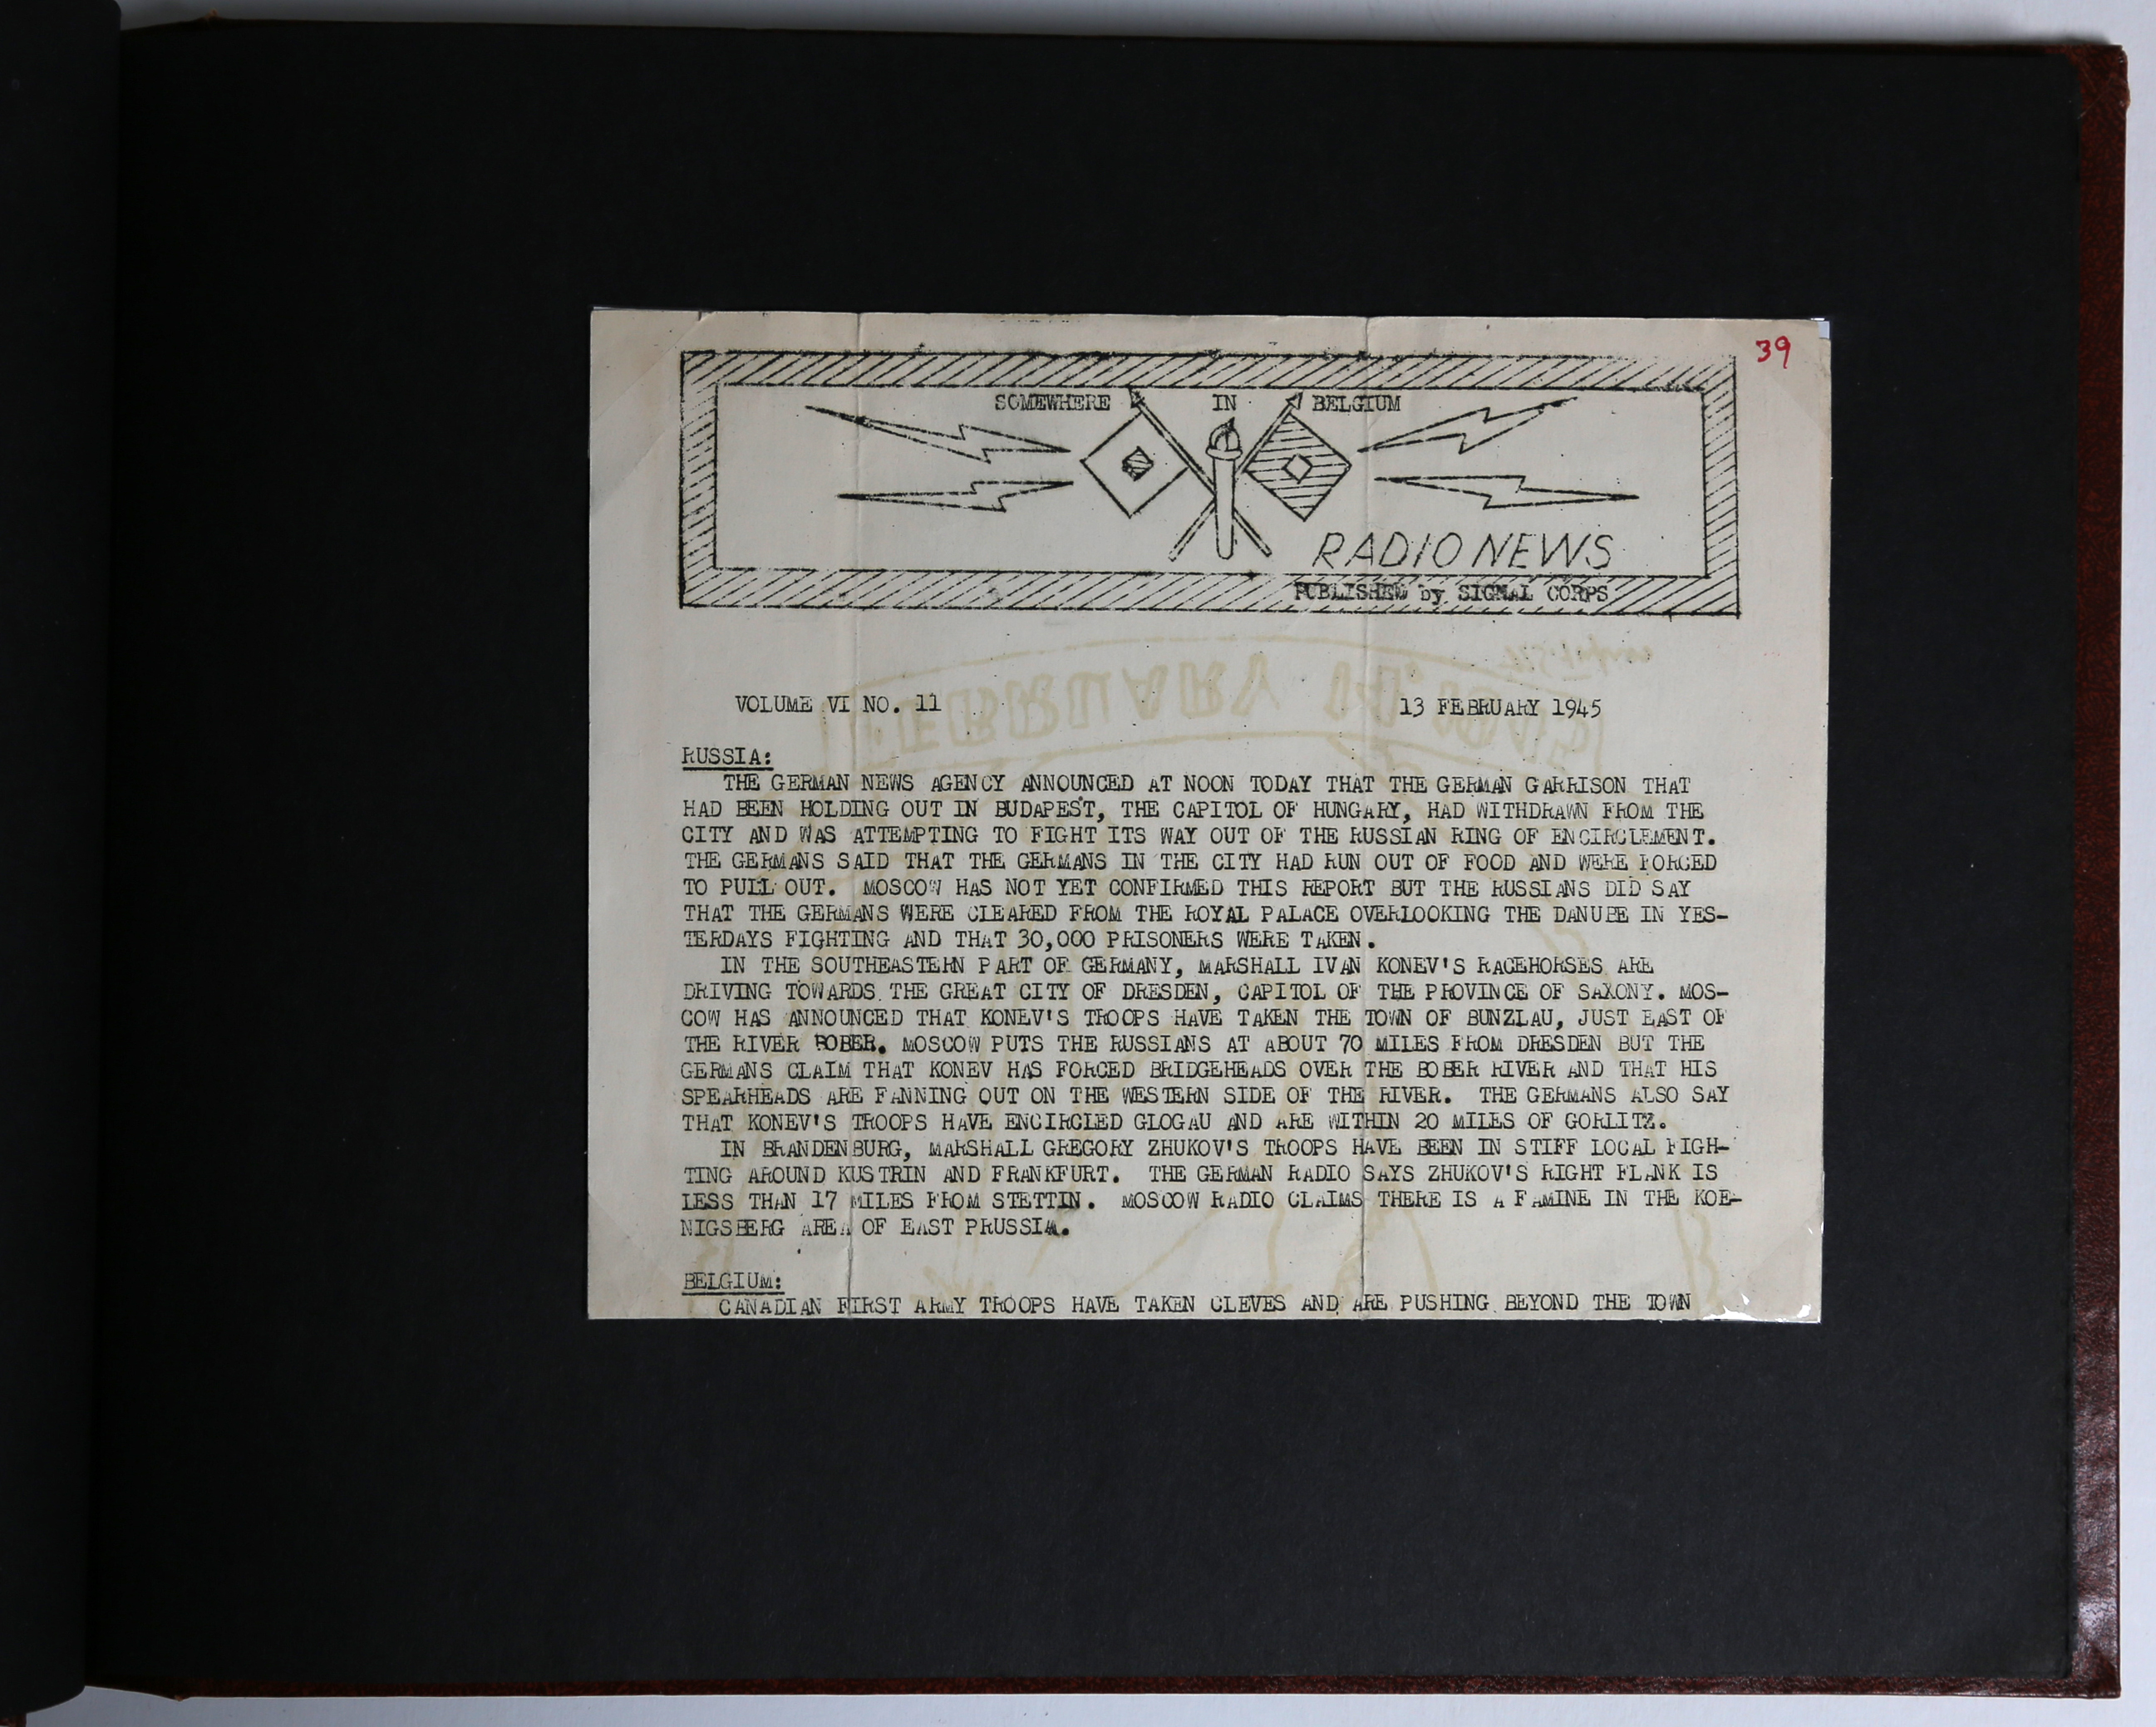 39
SOMEWHERE IN BELGIUM
RADIO NEWS
PUBLISHED by SIGNAL CORPS
FEBRUARY 14, 1945
VOLUME VI NO. 11 13 FEBRUARY 1945
RUSSIA:
THE GERMAN NEWS AGENCY ANNOUNCED AT NOON TODAY THAT THE GERMAN GARRISON THAT
HAD BEEN HOLDING OUT IN BUDAPEST, THE CAPITOL OF HUNGARY, HAD WITHDRAWN FROM THE
CITY AND WAS ATTEMPTING TO FIGHT ITS WAY OUT OF THE RUSSIAN RING OF ENCIRCLEMENT.
THE GERMANS SAID THAT THE GERMANS IN THE CITY HAD RUN OUT OF FOOD AND WERE FORCED
TO PULL OUT. MOSCOW HAS NOT YET CONFIRMED THIS REPORT BUT THE RUSSIANS DID SAY
THAT THE GERMANS WERE CLEARED FROM THE ROYAL PALACE OVERLOOKING THE DANUBE IN YES-
TERDAYS FIGHTING AND THAT 30,000 PRISONERS WERE TAKEN.
IN THE SOUTHEASTERN PART OF GERMANY, MARSHALL IVAN KONEV'S RACEHORSES ARE
DRIVING TOWARDS THE GREAT CITY OF DRESDEN, CAPITOL OF THE PROVINCE OF SAXONY. MOS-
COW HAS ANNOUNCED THAT KONEV'S TROOPS HAVE TAKEN THE TOWN OF BUNZLAU, JUST EAST OF
THE RIVER BOBER. MOSCOW PUTS THE RUSSIANS AT ABOUT 70 MILES FROM DRESDEN BUT THE
GERMANS CLAIM THAT KONEV HAS FORCED BRIDGEHEADS OVER THE BOBER RIVER AND THAT HIS
SPEARHEADS ARE FANNING OUT ON THE WESTERN SIDE OF THE RIVER. THE GERMANS ALSO SAY
THAT KONEV'S TROOPS HAVE ENCIRCLED GLOGAU AND ARE WITHIN 20 MILES OF GORLITZ.
IN BRANDENBURG, MARSHALL GREGORY ZHUKOV'S TROOPS HAVE BEEN IN STIFF LOCAL FIGH-
TING AROUND KUSTRIN AND FRANKFURT. THE GERMAN RADIO SAYS ZHUKOV'S RIGHT FLANK IS
LESS THAN 17 MILES FROM STETTIN. MOSCOW RADIO CLAIMS THERE IS A FAMINE IN THE KOE-
NIGSBERG AREA OF EAST PRUSSIA.
BELGIUM:
CANADIAN FIRST ARMY TROOPS HAVE TAKEN CLEVES AND ARE PUSHING BEYOND THE TOWN